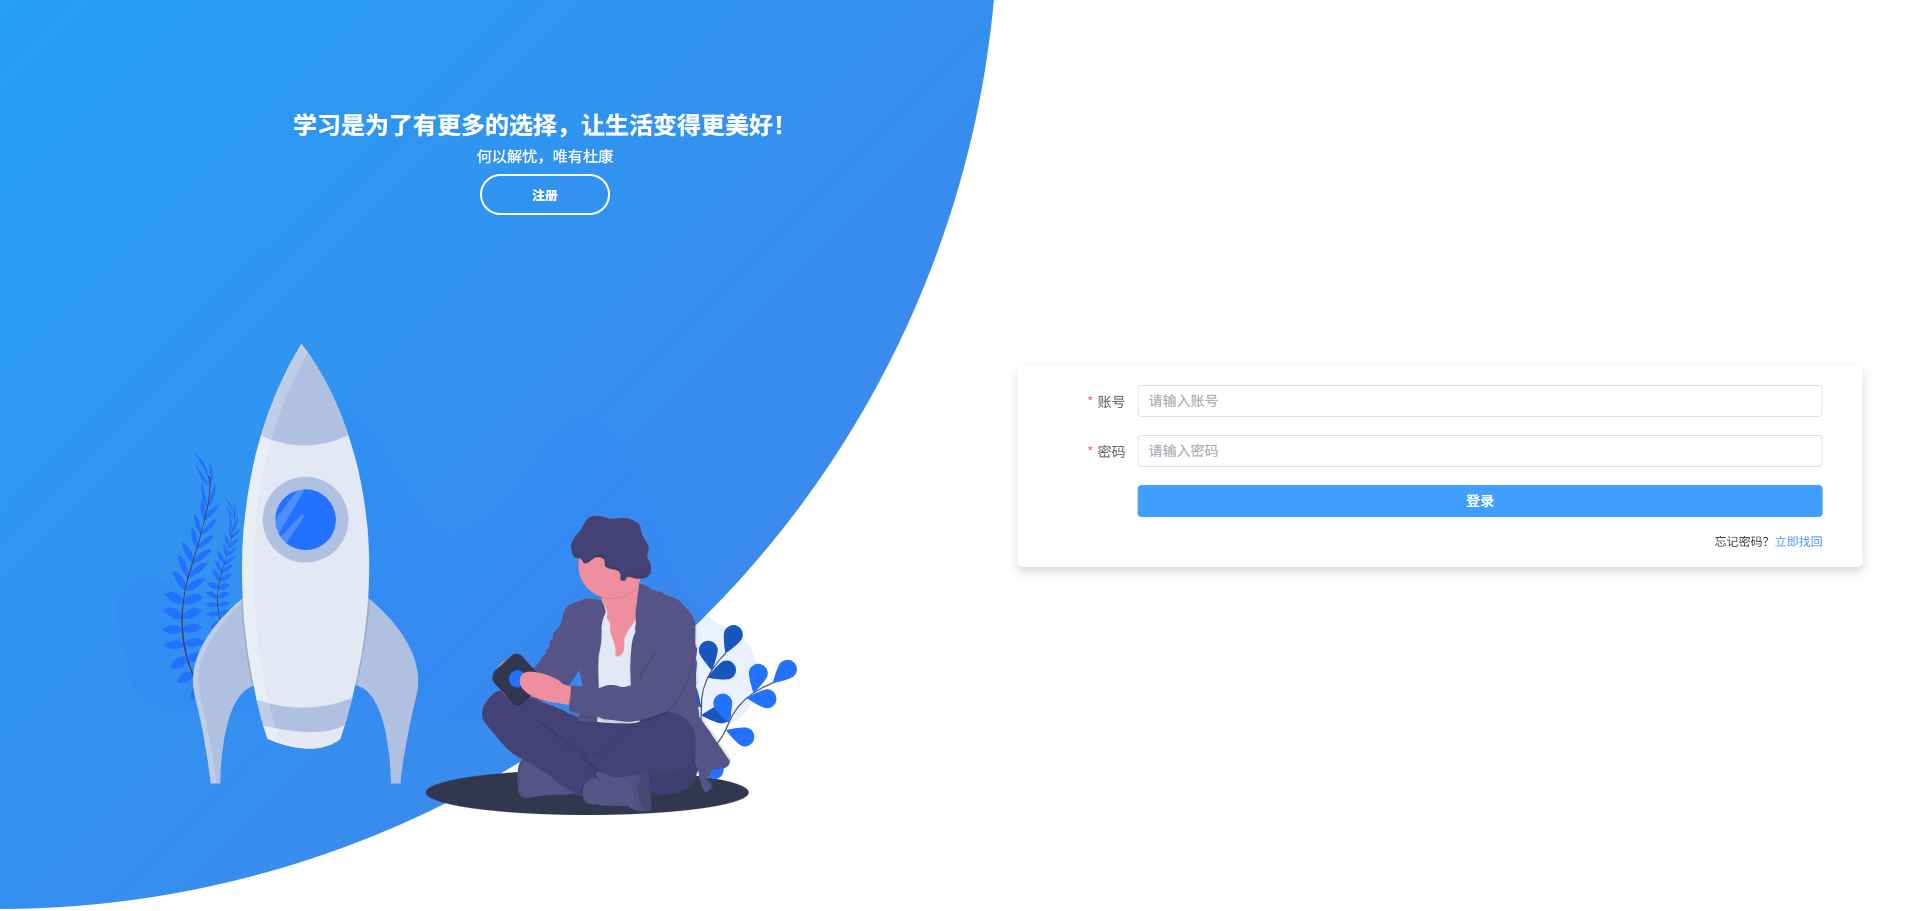 学习是为了有更多的选择，让生活变得更美好！
何以解忧，唯有杜康
注册
* 账号 请输入账号
* 密码 请输入密码
登录
忘记密码？立即找回